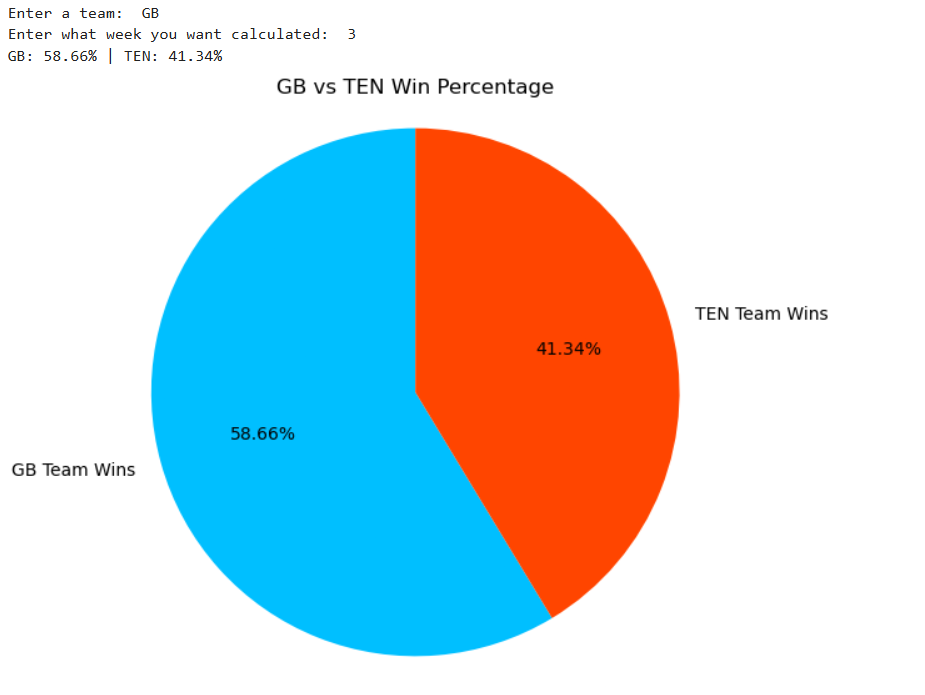 Enter a team:  GB
Enter what week you want calculated:  3
GB: 58.66% | TEN: 41.34%
GB vs TEN Win Percentage
TEN Team Wins
41.34%
58.66%
GB Team Wins